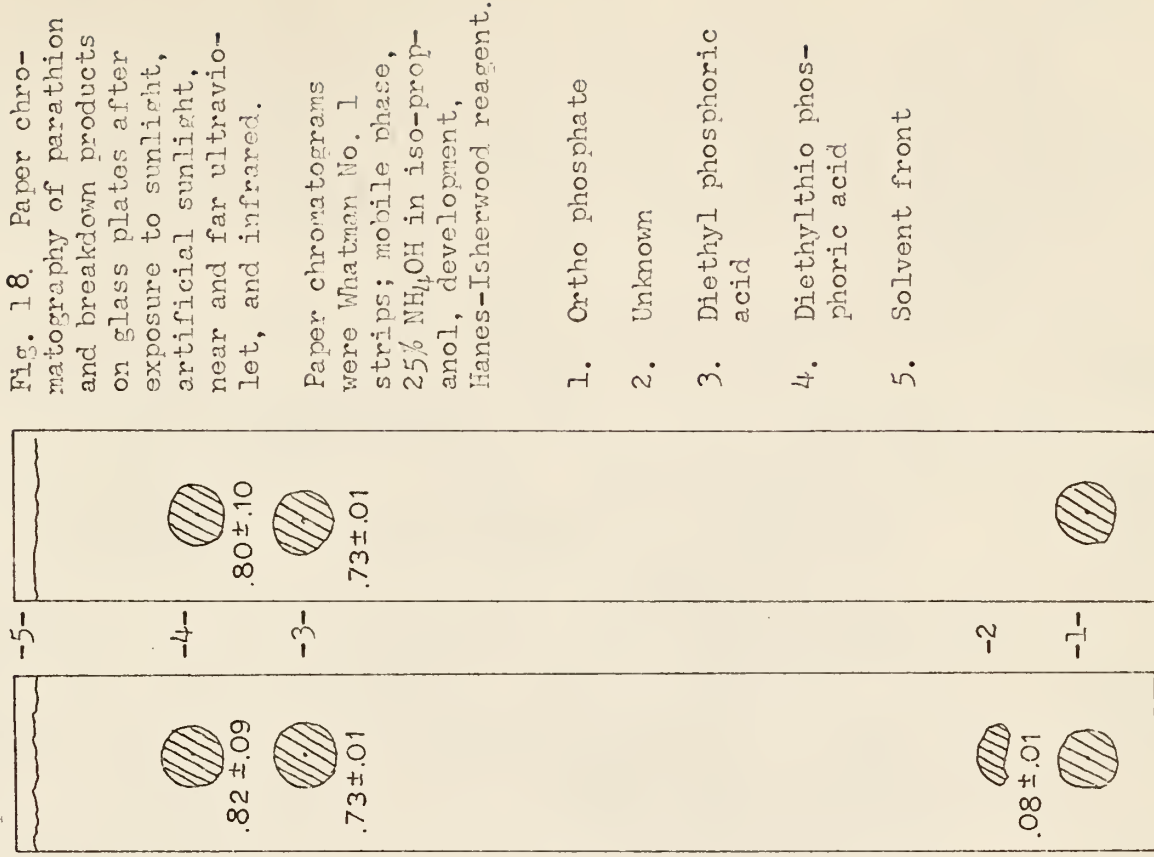 Fig. 18. Paper chro-
matography of parathion
and breakdown products
on glass plates after
exposure to sunlight,
artificial sunlight,
near and far ultravio-
let, and infrared.
Paper chromatograms
were Whatman No. 1
strips; mobile phase,
25% NH4OH in iso-prop-
anol, development,
Hanes-Isherwood reagent.
1. Ortho phosphate
2. Unknown
3. Diethyl phosphoric
acid
4. Diethylthio phos-
phoric acid
5. Solvent front
-5-
-4-
.82 ±.09
.80±.10
-3-
.73±.01
.73±.01
-2
.08±.01
-1-